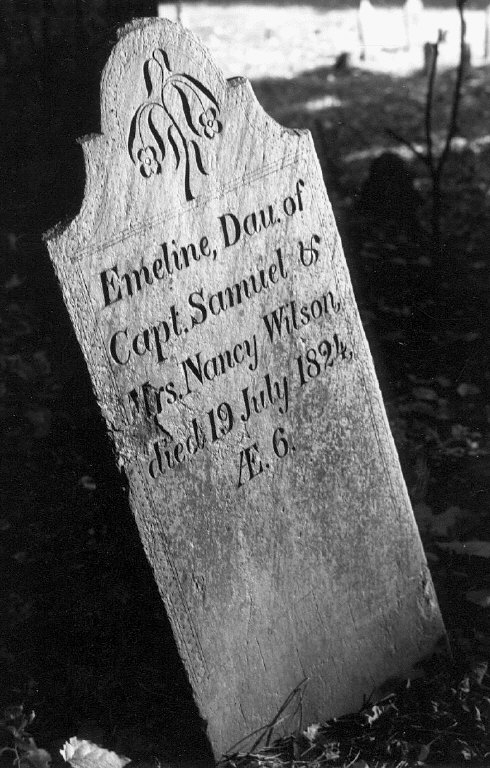 Emeline, Dau. of
Capt. Samuel &
Mrs. Nancy Wilson,
died 19 July 1824,
Æ. 6.